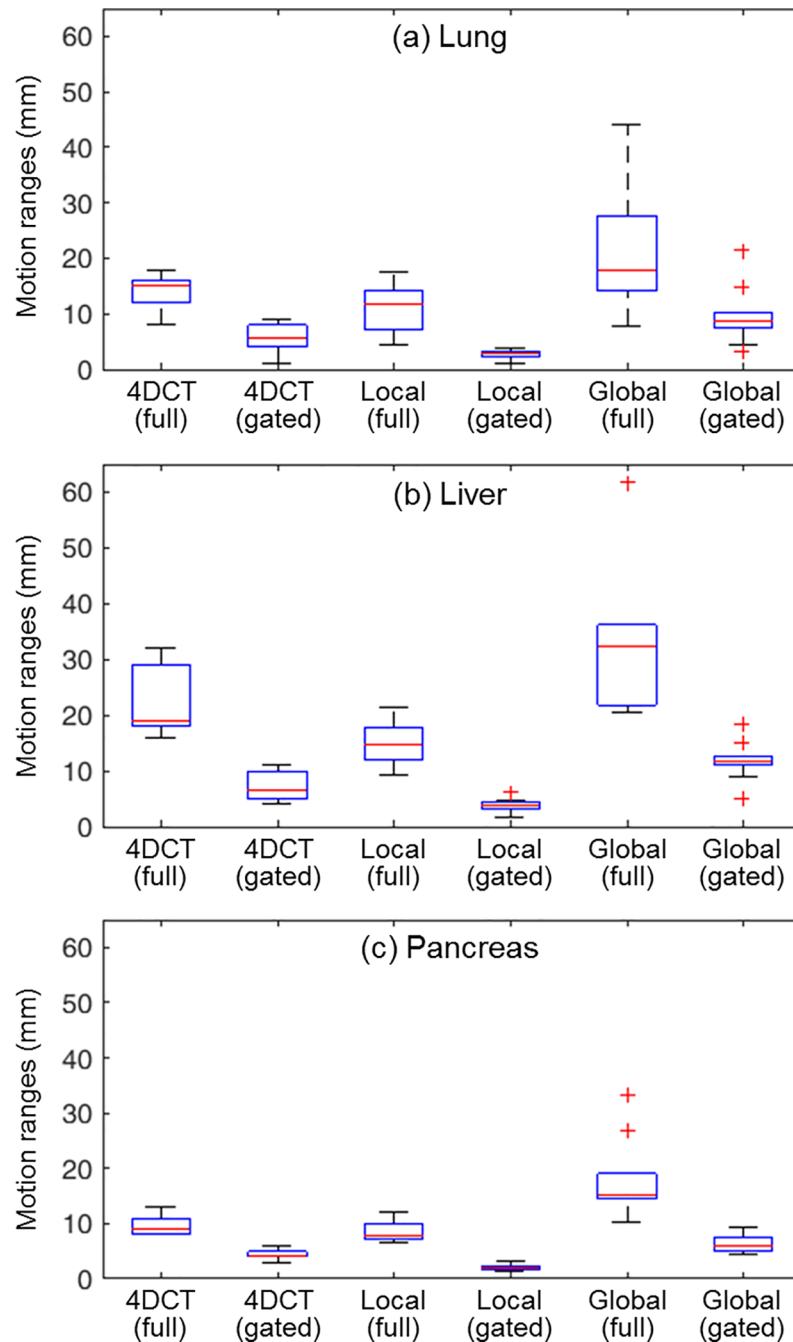 (a) Lung
Motion ranges (mm)
60
50
40
30
20
10
0
4DCT 4DCT Local Local Global Global
(full) (gated) (full) (gated) (full) (gated)
(b) Liver
Motion ranges (mm)
60
50
40
30
20
10
0
4DCT 4DCT Local Local Global Global
(full) (gated) (full) (gated) (full) (gated)
(c) Pancreas
Motion ranges (mm)
60
50
40
30
20
10
0
4DCT 4DCT Local Local Global Global
(full) (gated) (full) (gated) (full) (gated)